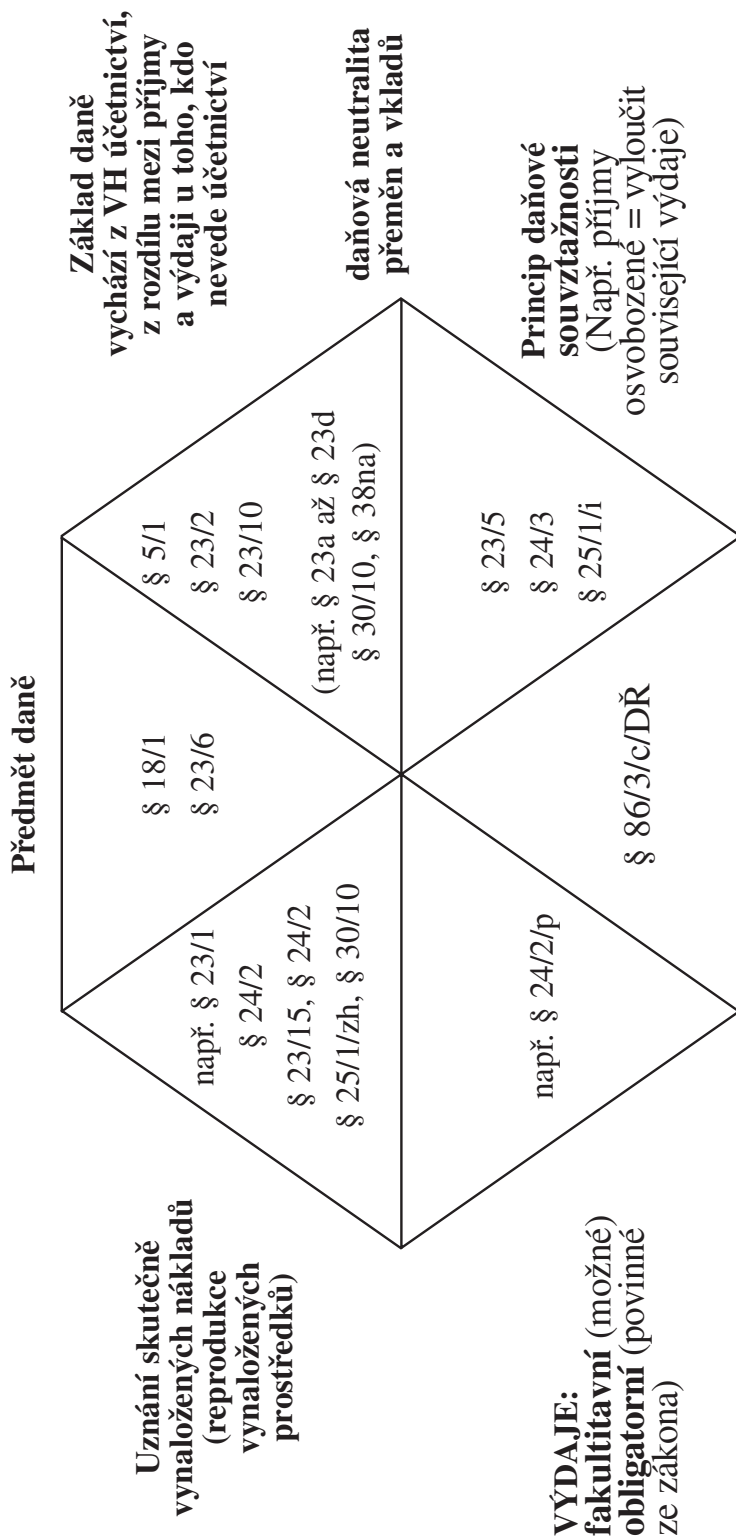 Předmět daně
Základ daně
vychází z VH účetnictví,
z rozdílu mezi příjmy
a výdaji u toho, kdo
nevede účetnictví
daňová neutralita
přeměn a vkladů
Princip daňové
souvztažnosti
(Např. příjmy
osvobozené = vyloučit
související výdaje)
Uznání skutečně
vynaložených nákladů
(reprodukce
vynaložených
prostředků)
VÝDAJE:
fakultitavní (možné)
obligatorní (povinné
ze zákona)
§ 18/1
§ 23/6
§ 5/1
§ 23/2
§ 23/10
(např. § 23a až § 23d
§ 30/10, § 38na)
§ 23/5
§ 24/3
§ 25/1/i
§ 86/3/c/DŘ
např. § 24/2/p
např. § 23/1
§ 24/2
§ 23/15, § 24/2
§ 25/1/zh, § 30/10